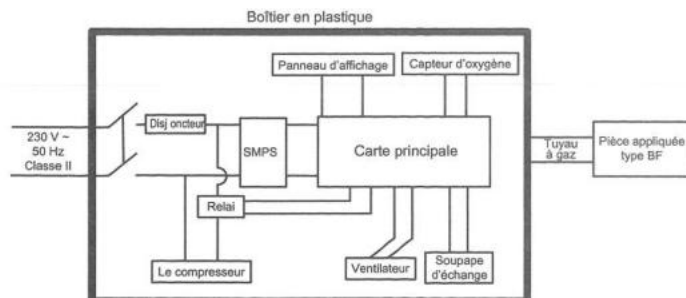 Boîtier en plastique
Panneau d'affichage
Capteur d'oxygène
230 V ~
50 Hz
Classe II
Disj oncteur
SMPS
Carte principale
Tuyau
à gaz
Pièce appliquée
type BF
Relai
Le compresseur
Ventilateur
Soupape
d'échange